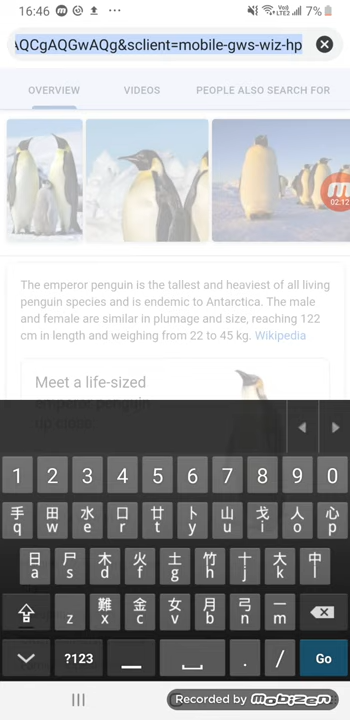 16:46 7%
AQCgAQGwAQg&sclient=mobile-gws-wiz-hp
OVERVIEW VIDEOS PEOPLE ALSO SEARCH FOR
02:12
The emperor penguin is the tallest and heaviest of all living
penguin species and is endemic to Antarctica. The male
and female are similar in plumage and size, reaching 122
cm in length and weighing from 22 to 45 kg. Wikipedia
Meet a life-sized
emperor penguin
up close
1 2 3 4 5 6 7 8 9 0
手 田 水 口 廿 卜 山 戈 人 心
q w e r t y u i o p
日 尸 木 火 土 竹 十 大 中
a s d f g h j k l
難 金 女 月 弓 一
z x c v b n m
?123 . / Go
Recorded by mobizen